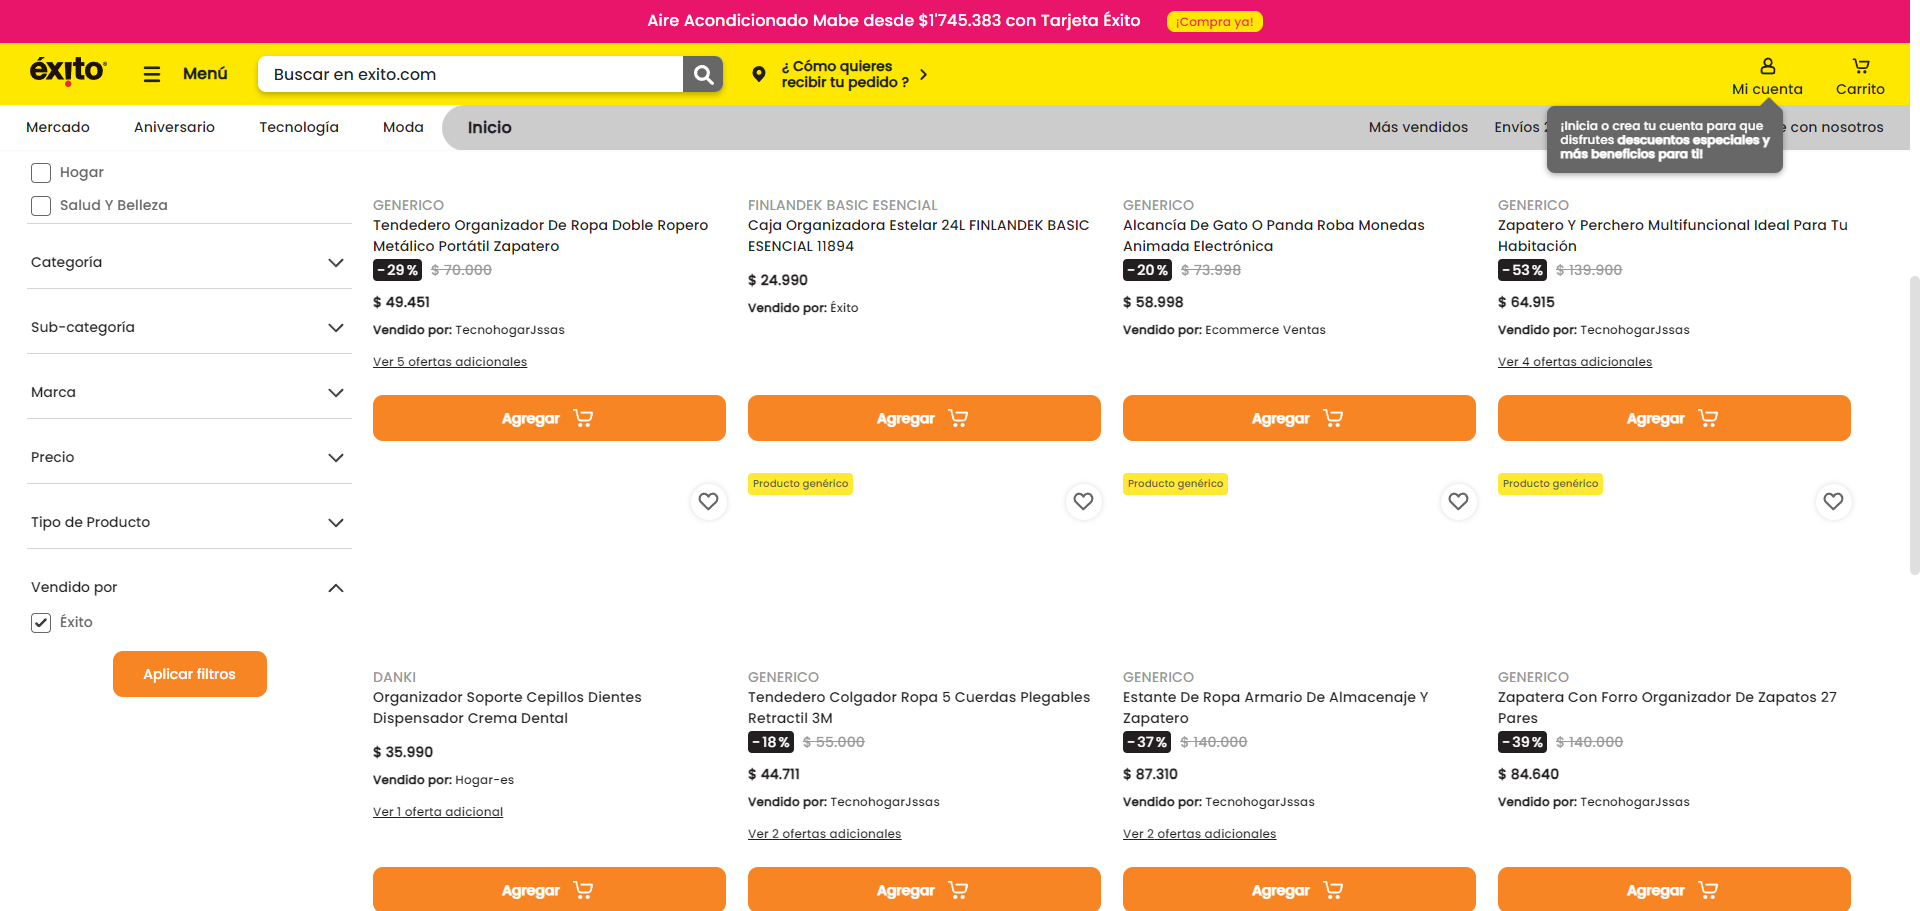 Aire Acondicionado Mabe desde $1'745.383 con Tarjeta Éxito ¡Compra ya!
éxito
Menú
Buscar en exito.com
¿ Cómo quieres
recibir tu pedido ?
Mi cuenta
Carrito
Mercado
Aniversario
Tecnología
Moda
Inicio
Más vendidos
Envíos
con nosotros
¡Inicia o crea tu cuenta para que
disfrutes descuentos especiales y
más beneficios para ti!
Hogar
Salud Y Belleza
Categoría
Sub-categoría
Marca
Precio
Tipo de Producto
Vendido por
Éxito
Aplicar filtros
GENERICO
Tendedero Organizador De Ropa Doble Ropero
Metálico Portátil Zapatero
-29% $ 70.000
$ 49.451
Vendido por: TecnohogarJssas
Ver 5 ofertas adicionales
Agregar
FINLANDEK BASIC ESENCIAL
Caja Organizadora Estelar 24L FINLANDEK BASIC
ESENCIAL 11894
$ 24.990
Vendido por: Éxito
Agregar
GENERICO
Alcancía De Gato O Panda Roba Monedas
Animada Electrónica
-20% $ 73.998
$ 58.998
Vendido por: Ecommerce Ventas
Agregar
GENERICO
Zapatero Y Perchero Multifuncional Ideal Para Tu
Habitación
-53% $ 139.900
$ 64.915
Vendido por: TecnohogarJssas
Ver 4 ofertas adicionales
Agregar
DANKI
Organizador Soporte Cepillos Dientes
Dispensador Crema Dental
$ 35.990
Vendido por: Hogar-es
Ver 1 oferta adicional
Agregar
Producto genérico
GENERICO
Tendedero Colgador Ropa 5 Cuerdas Plegables
Retractil 3M
-18% $ 55.000
$ 44.711
Vendido por: TecnohogarJssas
Ver 2 ofertas adicionales
Agregar
Producto genérico
GENERICO
Estante De Ropa Armario De Almacenaje Y
Zapatero
-37% $ 140.000
$ 87.310
Vendido por: TecnohogarJssas
Ver 2 ofertas adicionales
Agregar
Producto genérico
GENERICO
Zapatera Con Forro Organizador De Zapatos 27
Pares
-39% $ 140.000
$ 84.640
Vendido por: TecnohogarJssas
Agregar